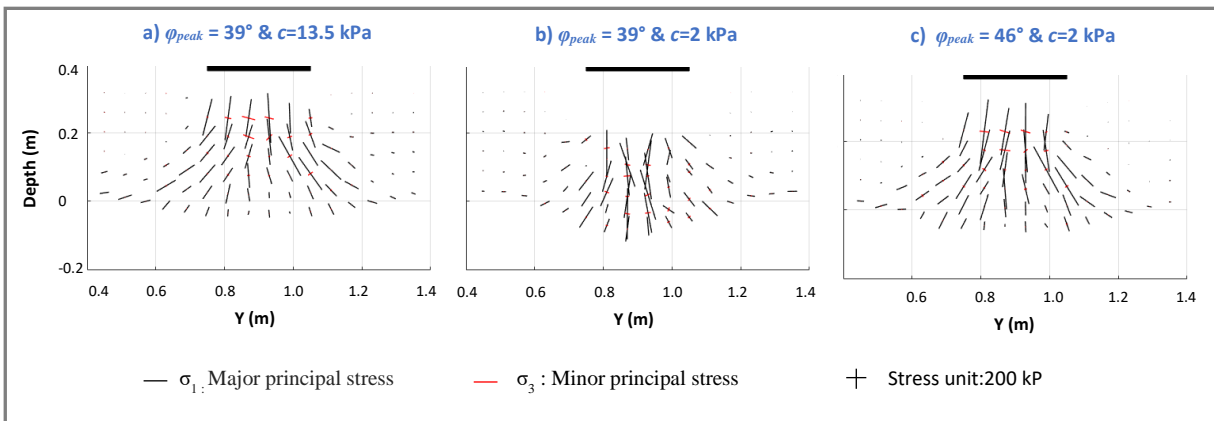 a) φpeak = 39° & c=13.5 kPa
b) φpeak = 39° & c=2 kPa
c) φpeak = 46° & c=2 kPa
0.4
0.2
0
-0.2
Depth (m)
0.4 0.6 0.8 1.0 1.2 1.4
Y (m)
0.4 0.6 0.8 1.0 1.2 1.4
Y (m)
0.6 0.8 1.0 1.2 1.4
Y (m)
σ1: Major principal stress
σ3 : Minor principal stress
Stress unit:200 kP